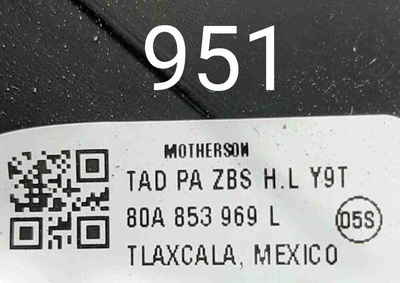 951
MOTHERSON
TAD PA ZBS H.L Y9T
80A 853 969 L
05S
TLAXCALA, MEXICO